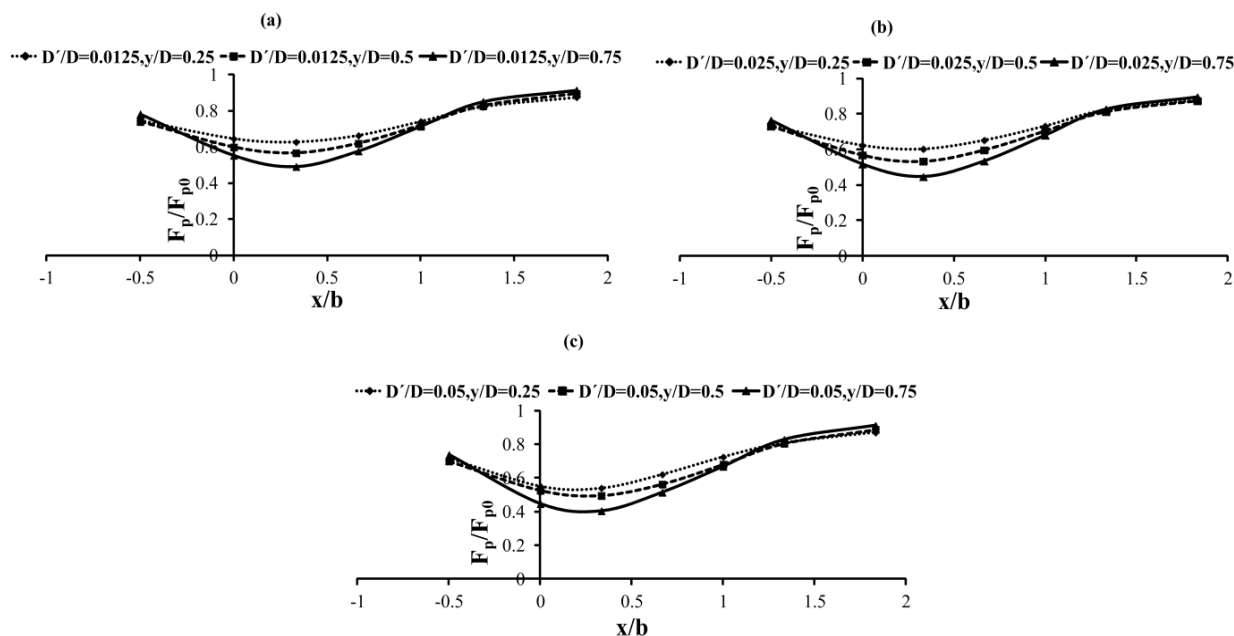 (a)
D´/D=0.0125,y/D=0.25 D´/D=0.0125,y/D=0.5 D´/D=0.0125,y/D=0.75
1
0.8
0.6
0.4
0.2
0
Fp/Fp0
-1 -0.5 0 0.5 1 1.5 2
x/b
(b)
D´/D=0.025,y/D=0.25 D´/D=0.025,y/D=0.5 D´/D=0.025,y/D=0.75
1
0.8
0.6
0.4
0.2
0
Fp/Fp0
-1 -0.5 0 0.5 1 1.5 2
x/b
(c)
D´/D=0.05,y/D=0.25 D´/D=0.05,y/D=0.5 D´/D=0.05,y/D=0.75
1
0.8
0.6
0.4
0.2
0
Fp/Fp0
-1 -0.5 0 0.5 1 1.5 2
x/b